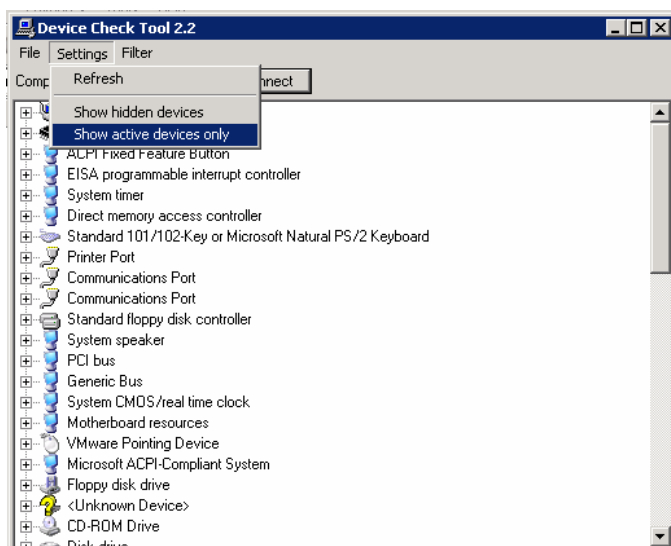 Device Check Tool 2.2
File Settings Filter
Refresh
Show hidden devices
Show active devices only
ACPI Fixed Feature Button
EISA programmable interrupt controller
System timer
Direct memory access controller
Standard 101/102-Key or Microsoft Natural PS/2 Keyboard
Printer Port
Communications Port
Communications Port
Standard floppy disk controller
System speaker
PCI bus
Generic Bus
System CMOS/real time clock
Motherboard resources
VMware Pointing Device
Microsoft ACPI-Compliant System
Floppy disk drive
<Unknown Device>
CD-ROM Drive
Disk drive